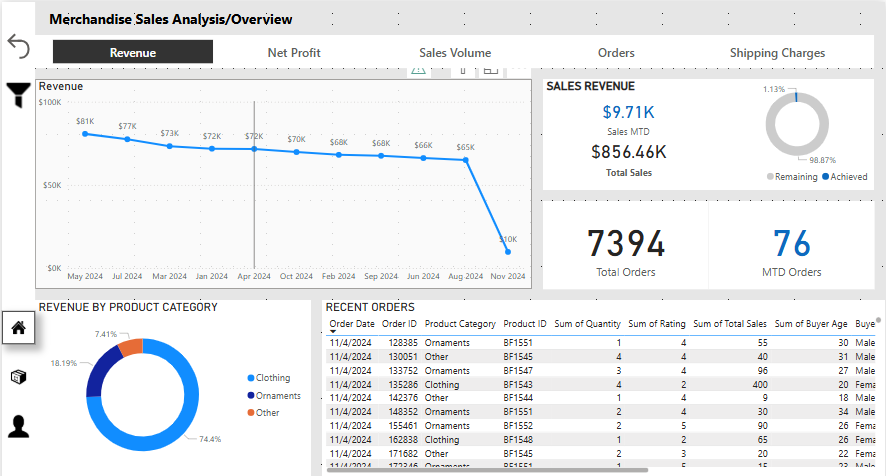 Merchandise Sales Analysis/Overview
Revenue Net Profit Sales Volume Orders Shipping Charges
Revenue
$100K
$50K
$0K
$81K $77K $73K $72K $72K $70K $68K $68K $66K $65K $10K
May 2024 Jul 2024 Mar 2024 Jan 2024 Apr 2024 Oct 2024 Feb 2024 Sep 2024 Jun 2024 Aug 2024 Nov 2024
SALES REVENUE
$9.71K
Sales MTD
$856.46K
Total Sales
1.13%
98.87%
Remaining Achieved
7394
Total Orders
76
MTD Orders
REVENUE BY PRODUCT CATEGORY
7.41%
18.19%
74.4%
Clothing
Ornaments
Other
RECENT ORDERS
Order Date Order ID Product Category Product ID Sum of Quantity Sum of Rating Sum of Total Sales Sum of Buyer Age Buye
11/4/2024 128385 Ornaments BF1551 1 4 55 30 Male
11/4/2024 130051 Other BF1545 4 4 40 31 Male
11/4/2024 133752 Ornaments BF1547 3 4 96 27 Male
11/4/2024 135286 Clothing BF1543 4 2 400 20 Fema
11/4/2024 142376 Other BF1544 1 4 9 18 Male
11/4/2024 148352 Ornaments BF1551 2 4 30 34 Male
11/4/2024 155461 Ornaments BF1552 2 5 90 26 Fema
11/4/2024 162838 Clothing BF1548 1 2 65 26 Fema
11/4/2024 171682 Other BF1545 2 3 20 22 Fema
11/4/2024 172346 Ornaments BF1551 1 5 15 23 Male